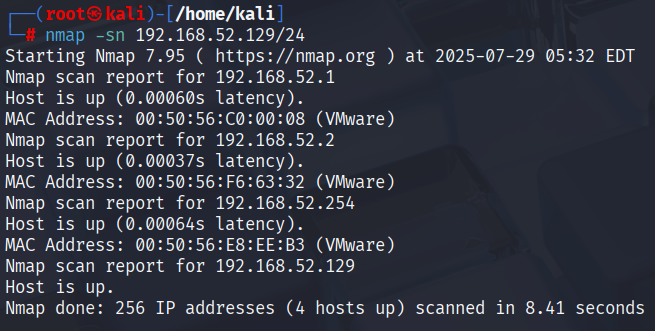 ┌──(root㉿kali)-[/home/kali]
└─# nmap -sn 192.168.52.129/24
Starting Nmap 7.95 ( https://nmap.org ) at 2025-07-29 05:32 EDT
Nmap scan report for 192.168.52.1
Host is up (0.00060s latency).
MAC Address: 00:50:56:C0:00:08 (VMware)
Nmap scan report for 192.168.52.2
Host is up (0.00037s latency).
MAC Address: 00:50:56:F6:63:32 (VMware)
Nmap scan report for 192.168.52.254
Host is up (0.00064s latency).
MAC Address: 00:50:56:E8:EE:B3 (VMware)
Nmap scan report for 192.168.52.129
Host is up.
Nmap done: 256 IP addresses (4 hosts up) scanned in 8.41 seconds